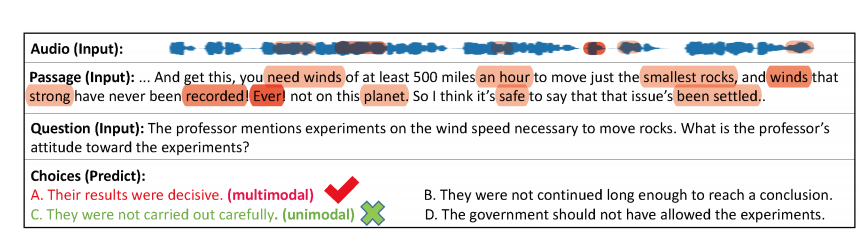 Audio (Input):
Passage (Input): ... And get this, you need winds of at least 500 miles an hour to move just the smallest rocks, and winds that
strong have never been recorded! Ever! not on this planet. So I think it's safe to say that that issue's been settled..
Question (Input): The professor mentions experiments on the wind speed necessary to move rocks. What is the professor's
attitude toward the experiments?
Choices (Predict):
A. Their results were decisive. (multimodal) B. They were not continued long enough to reach a conclusion.
C. They were not carried out carefully. (unimodal) D. The government should not have allowed the experiments.